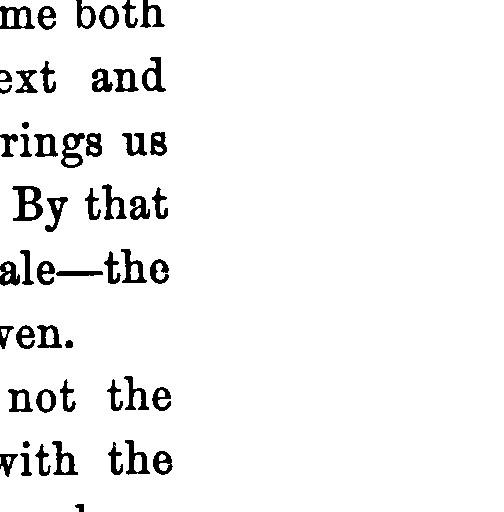 me both
ext and
rings us
By that
ale—the
ven.
not the
with the